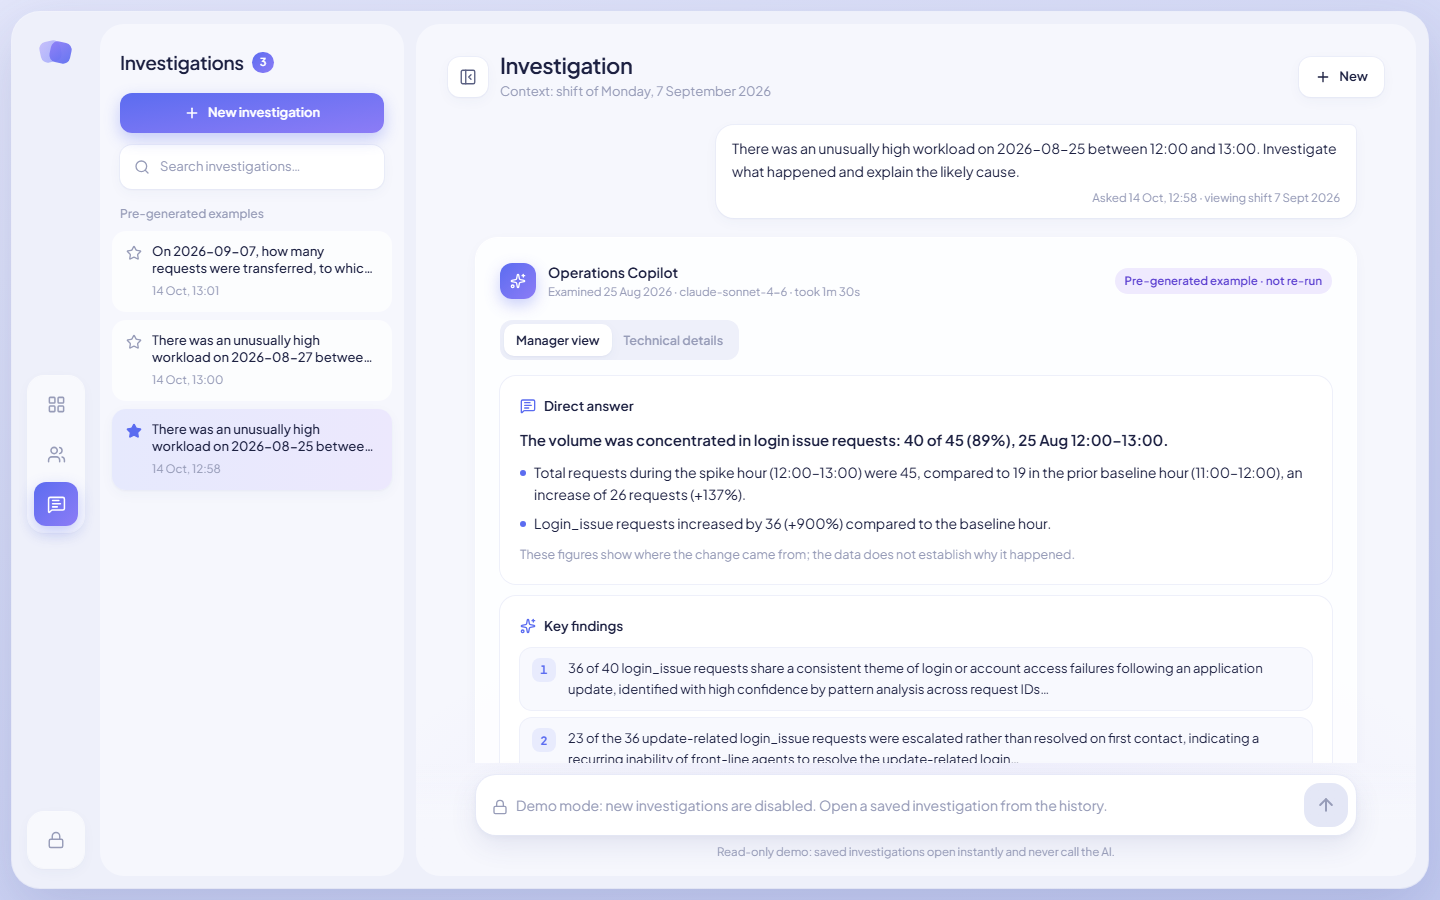 Investigations 3
New investigation
Search investigations...
Pre-generated examples
On 2026-09-07, how many
requests were transferred, to whic...
14 Oct, 13:01
There was an unusually high
workload on 2026-08-27 betwee...
14 Oct, 13:00
There was an unusually high
workload on 2026-08-25 betwee...
14 Oct, 12:58
Investigation
Context: shift of Monday, 7 September 2026
New
There was an unusually high workload on 2026-08-25 between 12:00 and 13:00. Investigate
what happened and explain the likely cause.
Asked 14 Oct, 12:58 · viewing shift 7 Sept 2026
Operations Copilot
Examined 25 Aug 2026 · claude-sonnet-4-6 · took 1m 30s
Pre-generated example · not re-run
Manager view Technical details
Direct answer
The volume was concentrated in login issue requests: 40 of 45 (89%), 25 Aug 12:00–13:00.
Total requests during the spike hour (12:00–13:00) were 45, compared to 19 in the prior baseline hour (11:00–12:00), an
increase of 26 requests (+137%).
Login_issue requests increased by 36 (+900%) compared to the baseline hour.
These figures show where the change came from; the data does not establish why it happened.
Key findings
1 36 of 40 login_issue requests share a consistent theme of login or account access failures following an application
update, identified with high confidence by pattern analysis across request IDs...
2 23 of the 36 update-related login_issue requests were escalated rather than resolved on first contact, indicating a
recurring inability of front-line agents to resolve the update-related login...
Demo mode: new investigations are disabled. Open a saved investigation from the history.
Read-only demo: saved investigations open instantly and never call the AI.